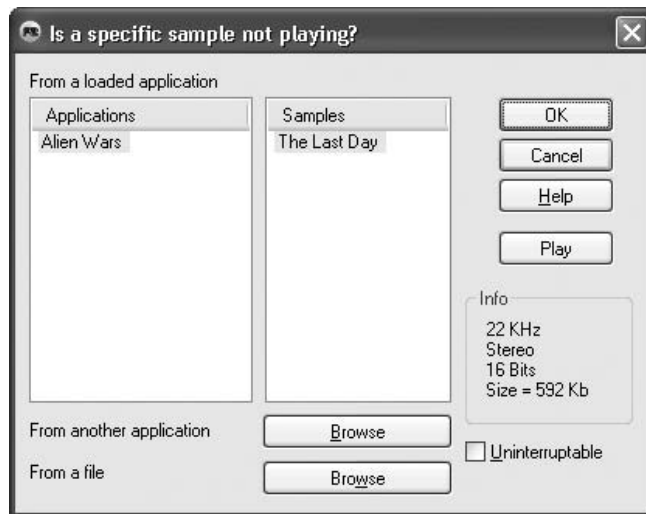 Is a specific sample not playing?
From a loaded application
Applications
Alien Wars
Samples
The Last Day
OK
Cancel
Help
Play
Info
22 KHz
Stereo
16 Bits
Size = 592 Kb
From another application
Browse
Uninterruptable
From a file
Browse